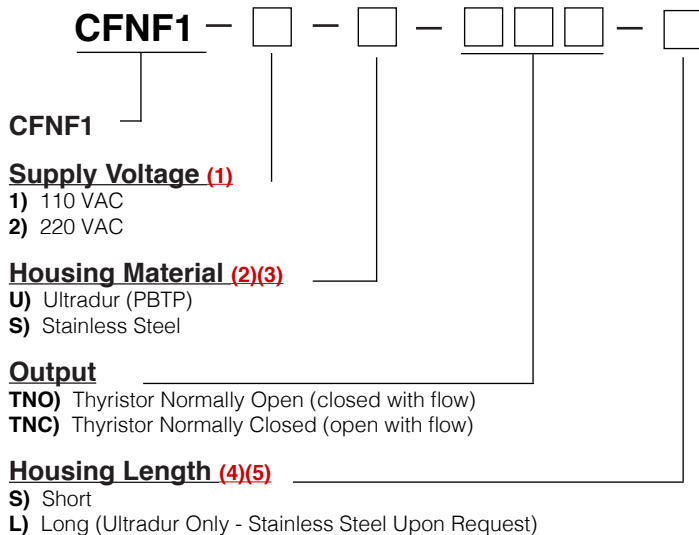 CFNF1 – □ – □ – □□□ – □
CFNF1
Supply Voltage (1)
1) 110 VAC
2) 220 VAC
Housing Material (2)(3)
U) Ultradur (PBTP)
S) Stainless Steel
Output
TNO) Thyristor Normally Open (closed with flow)
TNC) Thyristor Normally Closed (open with flow)
Housing Length (4)(5)
S) Short
L) Long (Ultradur Only - Stainless Steel Upon Request)